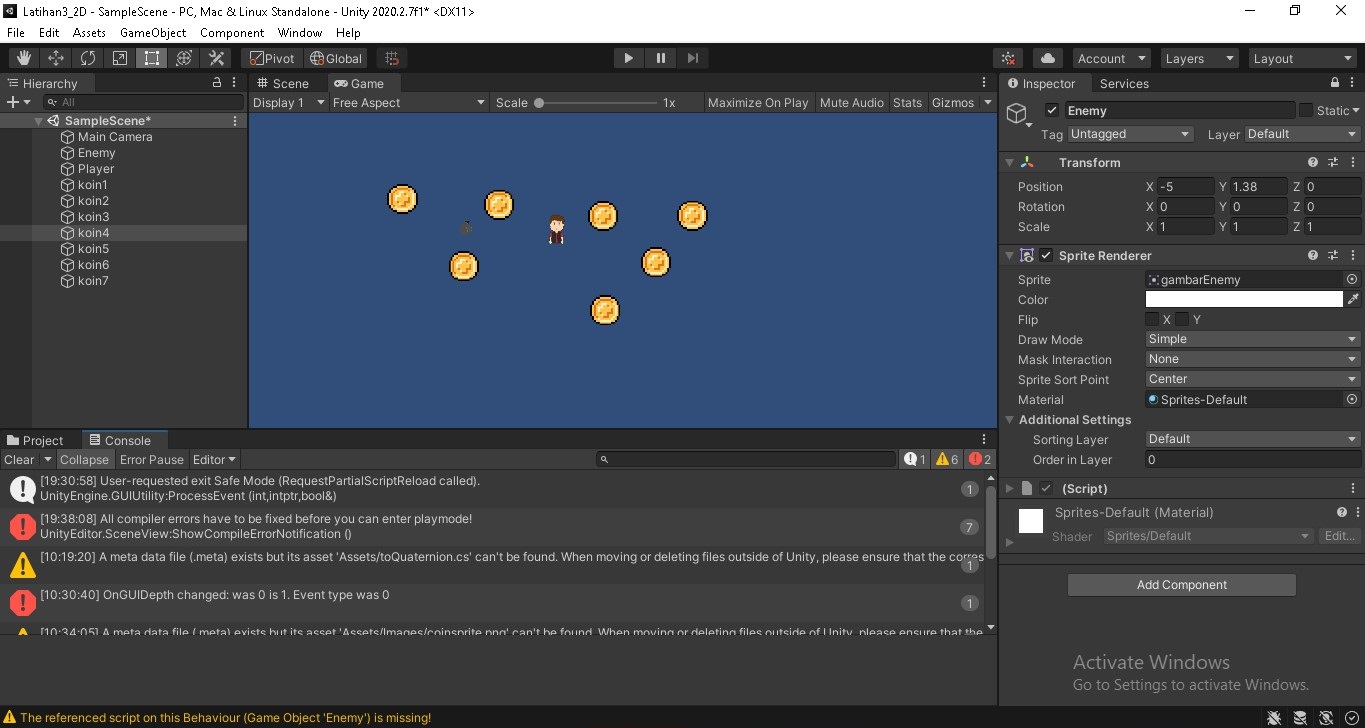 Latihan3_2D - SampleScene - PC, Mac & Linux Standalone - Unity 2020.2.7f1* <DX11>
File Edit Assets GameObject Component Window Help
Pivot Global Account Layers Layout
Hierarchy
All
SampleScene*
Main Camera
Enemy
Player
koin1
koin2
koin3
koin4
koin5
koin6
koin7
Scene Game
Display 1 Free Aspect Scale 1x Maximize On Play Mute Audio Stats Gizmos
Project Console
Clear Collapse Error Pause Editor 1 6 2
[19:30:58] User-requested exit Safe Mode (RequestPartialScriptReload called).
UnityEngine.GUIUtility:ProcessEvent (int,intptr,bool&)
1
[19:38:08] All compiler errors have to be fixed before you can enter playmode!
UnityEditor.SceneView:ShowCompileErrorNotification ()
7
[10:19:20] A meta data file (.meta) exists but its asset 'Assets/toQuaternion.cs' can't be found. When moving or deleting files outside of Unity, please ensure that the corres
1
[10:30:40] OnGUIDepth changed: was 0 is 1. Event type was 0
1
[10:34:05] A meta data file (.meta) exists but its asset 'Assets/Images/coinsprite.png' can't be found. When moving or deleting files outside of Unity, please ensure that the
Inspector Services
Enemy Static
Tag Untagged Layer Default
Transform
Position X -5 Y 1.38 Z 0
Rotation X 0 Y 0 Z 0
Scale X 1 Y 1 Z 1
Sprite Renderer
Sprite gambarEnemy
Color
Flip X Y
Draw Mode Simple
Mask Interaction None
Sprite Sort Point Center
Material Sprites-Default
Additional Settings
Sorting Layer Default
Order in Layer 0
(Script)
Sprites-Default (Material)
Shader Sprites/Default Edit...
Add Component
Activate Windows
Go to Settings to activate Windows.
The referenced script on this Behaviour (Game Object 'Enemy') is missing!